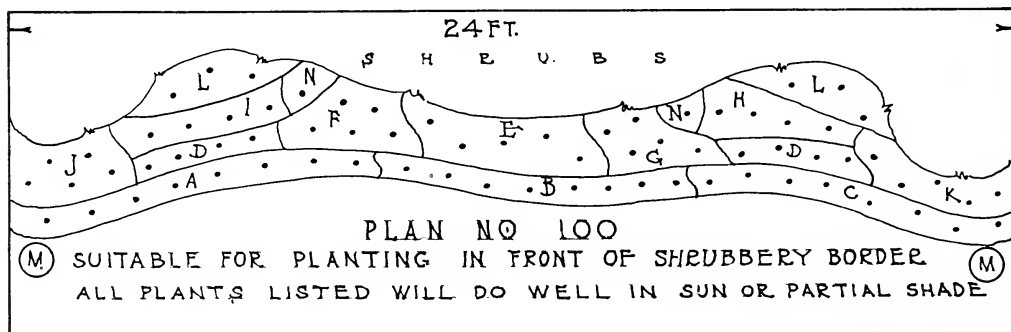 24 FT.
S H R U B S
L N L
I H
F N
E
J D G D
A B C K
PLAN NO 100
M. SUITABLE FOR PLANTING IN FRONT OF SHRUBBERY BORDER M
ALL PLANTS LISTED WILL DO WELL IN SUN OR PARTIAL SHADE